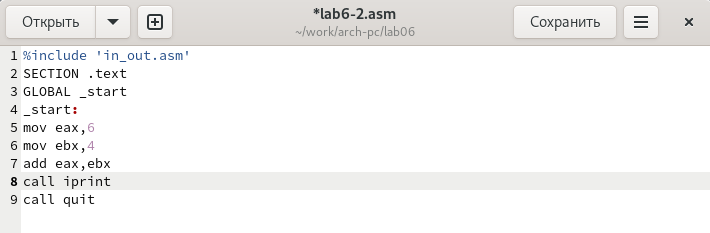 Открыть
*lab6-2.asm
~/work/arch-pc/lab06
Сохранить
1 %include 'in_out.asm'
2 SECTION .text
3 GLOBAL _start
4 _start:
5 mov eax,6
6 mov ebx,4
7 add eax,ebx
8 call iprint
9 call quit